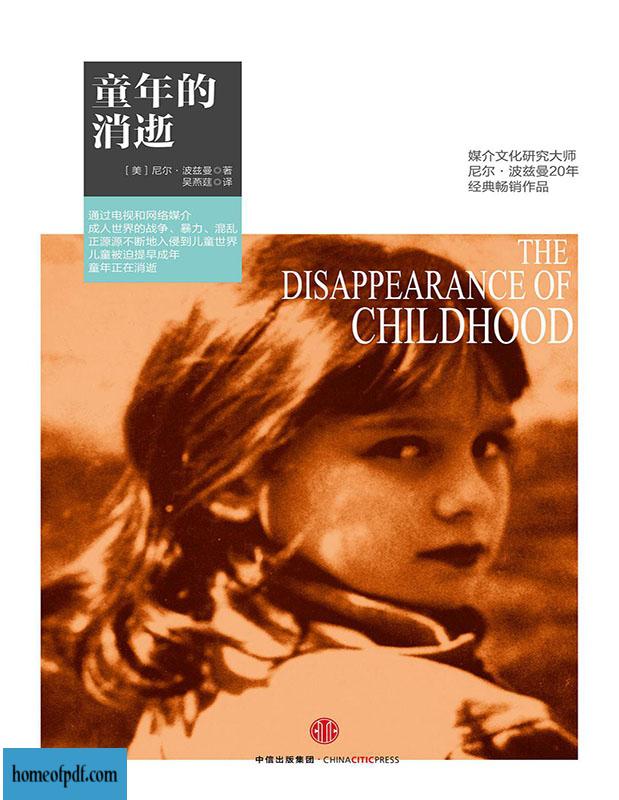 童年的
消逝
[美]尼尔·波兹曼◎著
吴燕莛◎译
通过电视和网络媒介
成人世界的战争、暴力、混乱
正源源不断地入侵到儿童世界
儿童被迫提早成年
童年正在消逝
媒介文化研究大师
尼尔·波兹曼20年
经典畅销作品
THE
DISAPPEARANCE OF
CHILDHOOD
中信出版集团·CHINACITICPRESS
homeofpdf.com